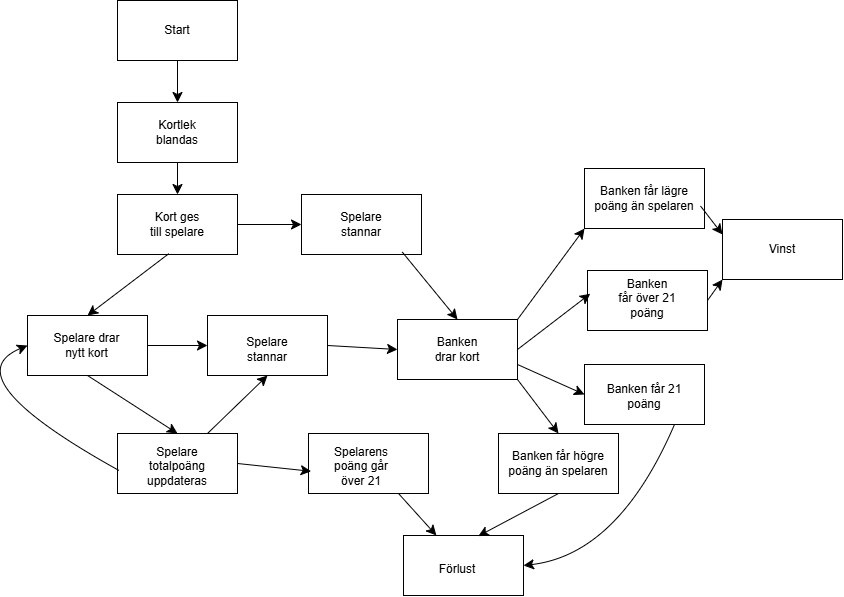 Start
Kortlek
blandas
Kort ges
till spelare
Spelare
stannar
Banken får lägre
poäng än spelaren
Vinst
Banken
får över 21
poäng
Spelare drar
nytt kort
Spelare
stannar
Banken
drar kort
Banken får 21
poäng
Spelare
totalpoäng
uppdateras
Spelarens
poäng går
över 21
Banken får högre
poäng än spelaren
Förlust